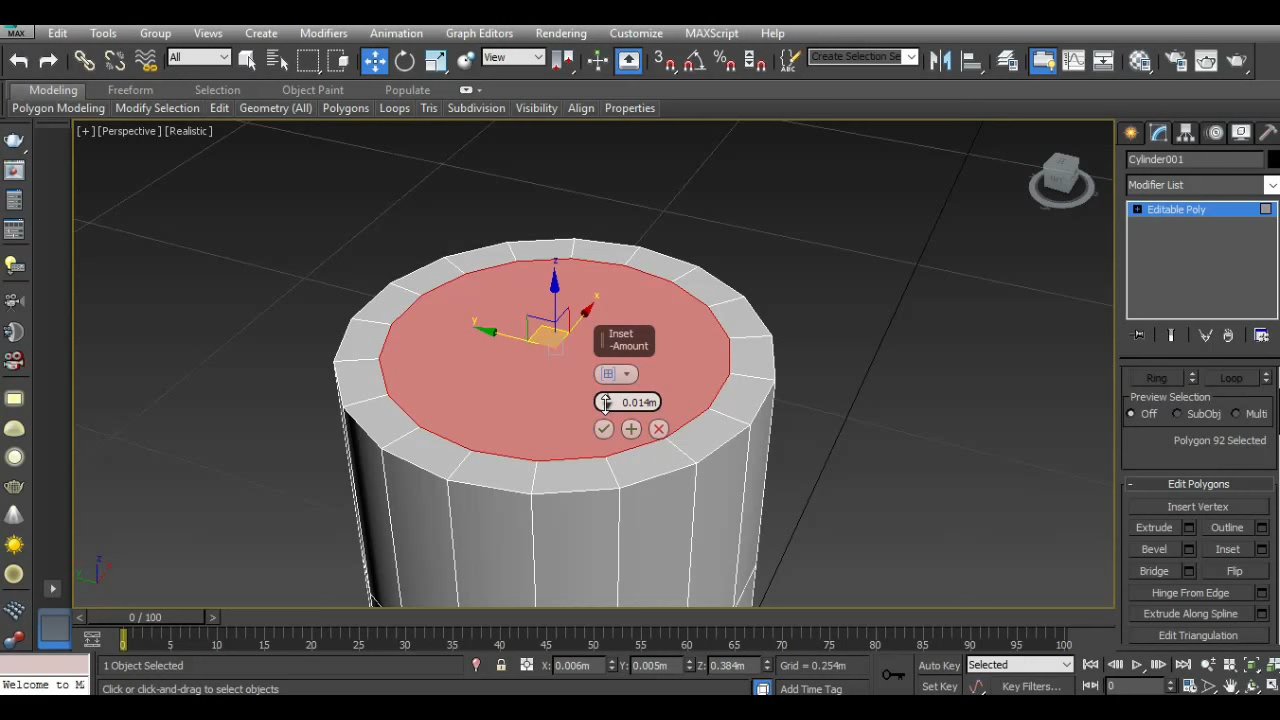 MAX Edit Tools Group Views Create Modifiers Animation Graph Editors Rendering Customize MAXScript Help
All View 3 % ABC Create Selection Se
Modeling Freeform Selection Object Paint Populate
Polygon Modeling Modify Selection Edit Geometry (All) Polygons Loops Tris Subdivision Visibility Align Properties
[+] [Perspective] [Realistic]
Cylinder001
Modifier List
+ Editable Poly
z
x
y
Inset
-Amount
0.014m
Ring Loop
Preview Selection
Off SubObj Multi
Polygon 92 Selected
- Edit Polygons
Insert Vertex
Extrude Outline
Bevel Inset
Bridge Flip
Hinge From Edge
Extrude Along Spline
Edit Triangulation
z
< 0 / 100 >
0 5 10 15 20 25 30 35 40 45 50 55 60 65 70 75 80 85 90 95 100
1 Object Selected X: 0.006m Y: 0.005m Z: 0.384m Grid = 0.254m Auto Key Selected
Welcome to M Click or click-and-drag to select objects Add Time Tag Set Key Key Filters... 0